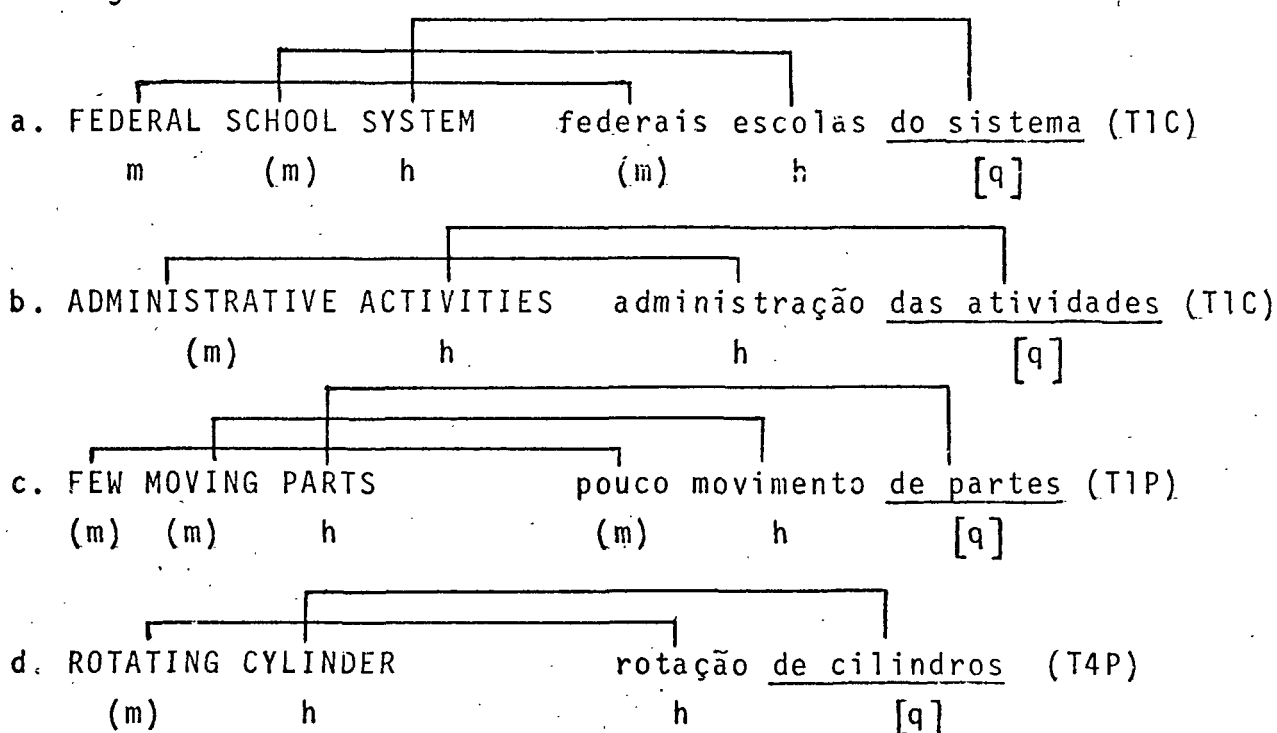 a. FEDERAL SCHOOL SYSTEM federais escolas do sistema (T1C)
m (m) h (m) h [q]
b. ADMINISTRATIVE ACTIVITIES administração das atividades (T1C)
(m) h h [q]
c. FEW MOVING PARTS pouco movimento de partes (T1P)
(m) (m) h (m) h [q]
d. ROTATING CYLINDER rotação de cilindros (T4P)
(m) h h [q]